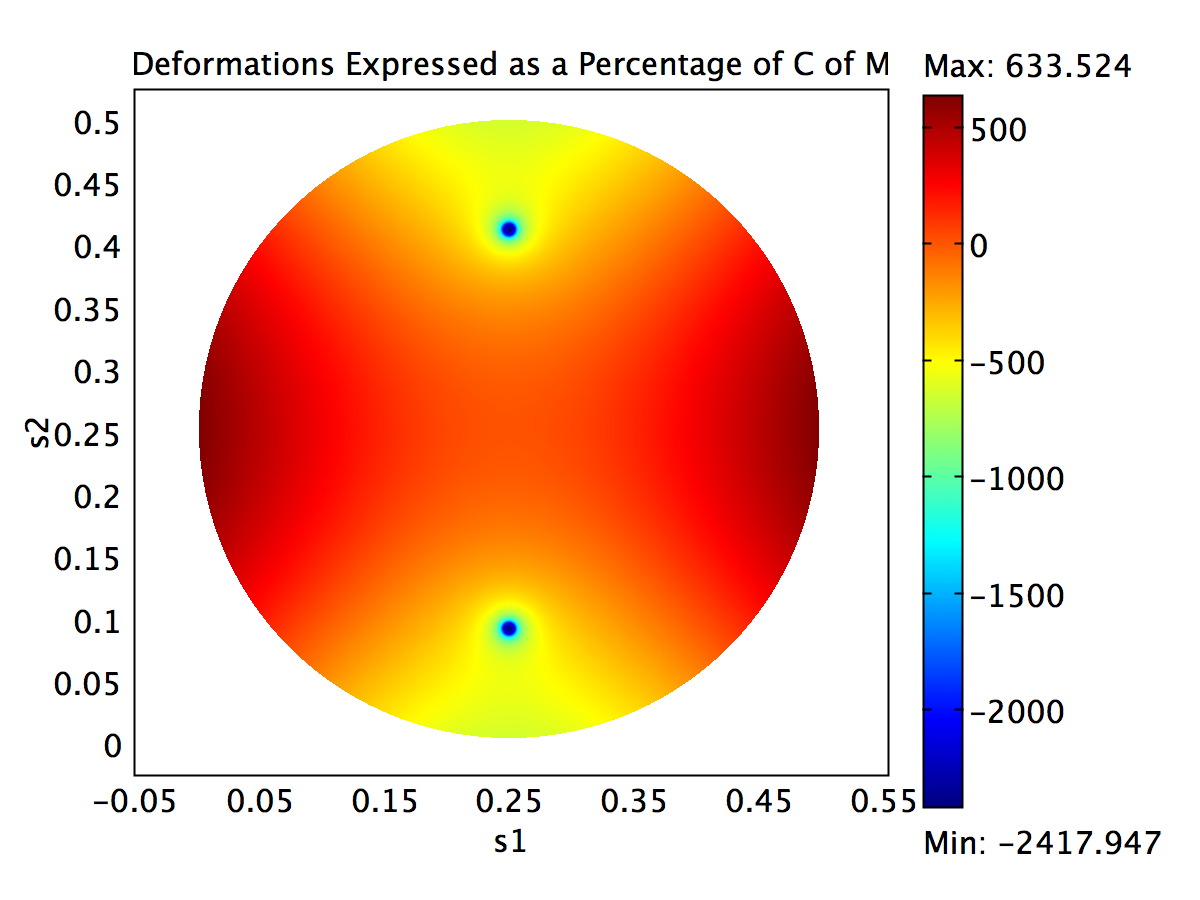 Deformations Expressed as a Percentage of C of M
Max: 633.524
0.5
0.45
0.4
0.35
0.3
0.25
0.2
0.15
0.1
0.05
0
s2
-0.05 0.05 0.15 0.25 0.35 0.45 0.55
s1
500
0
-500
-1000
-1500
-2000
Min: -2417.947